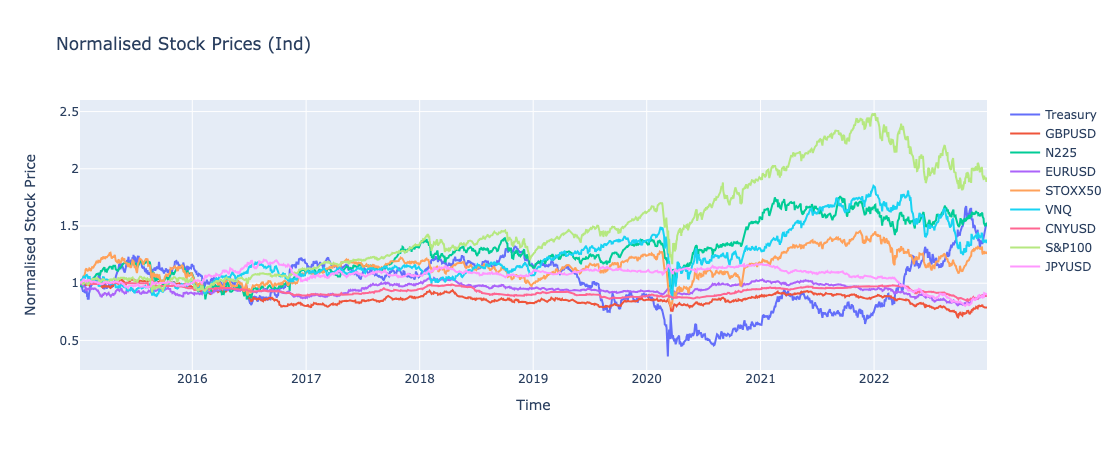 Normalised Stock Prices (Ind)
2.5
2
1.5
1
0.5
Normalised Stock Price
2016
2017
2018
2019
2020
2021
2022
Time
Treasury
GBPUSD
N225
EURUSD
STOXX50
VNQ
CNYUSD
S&P100
JPYUSD